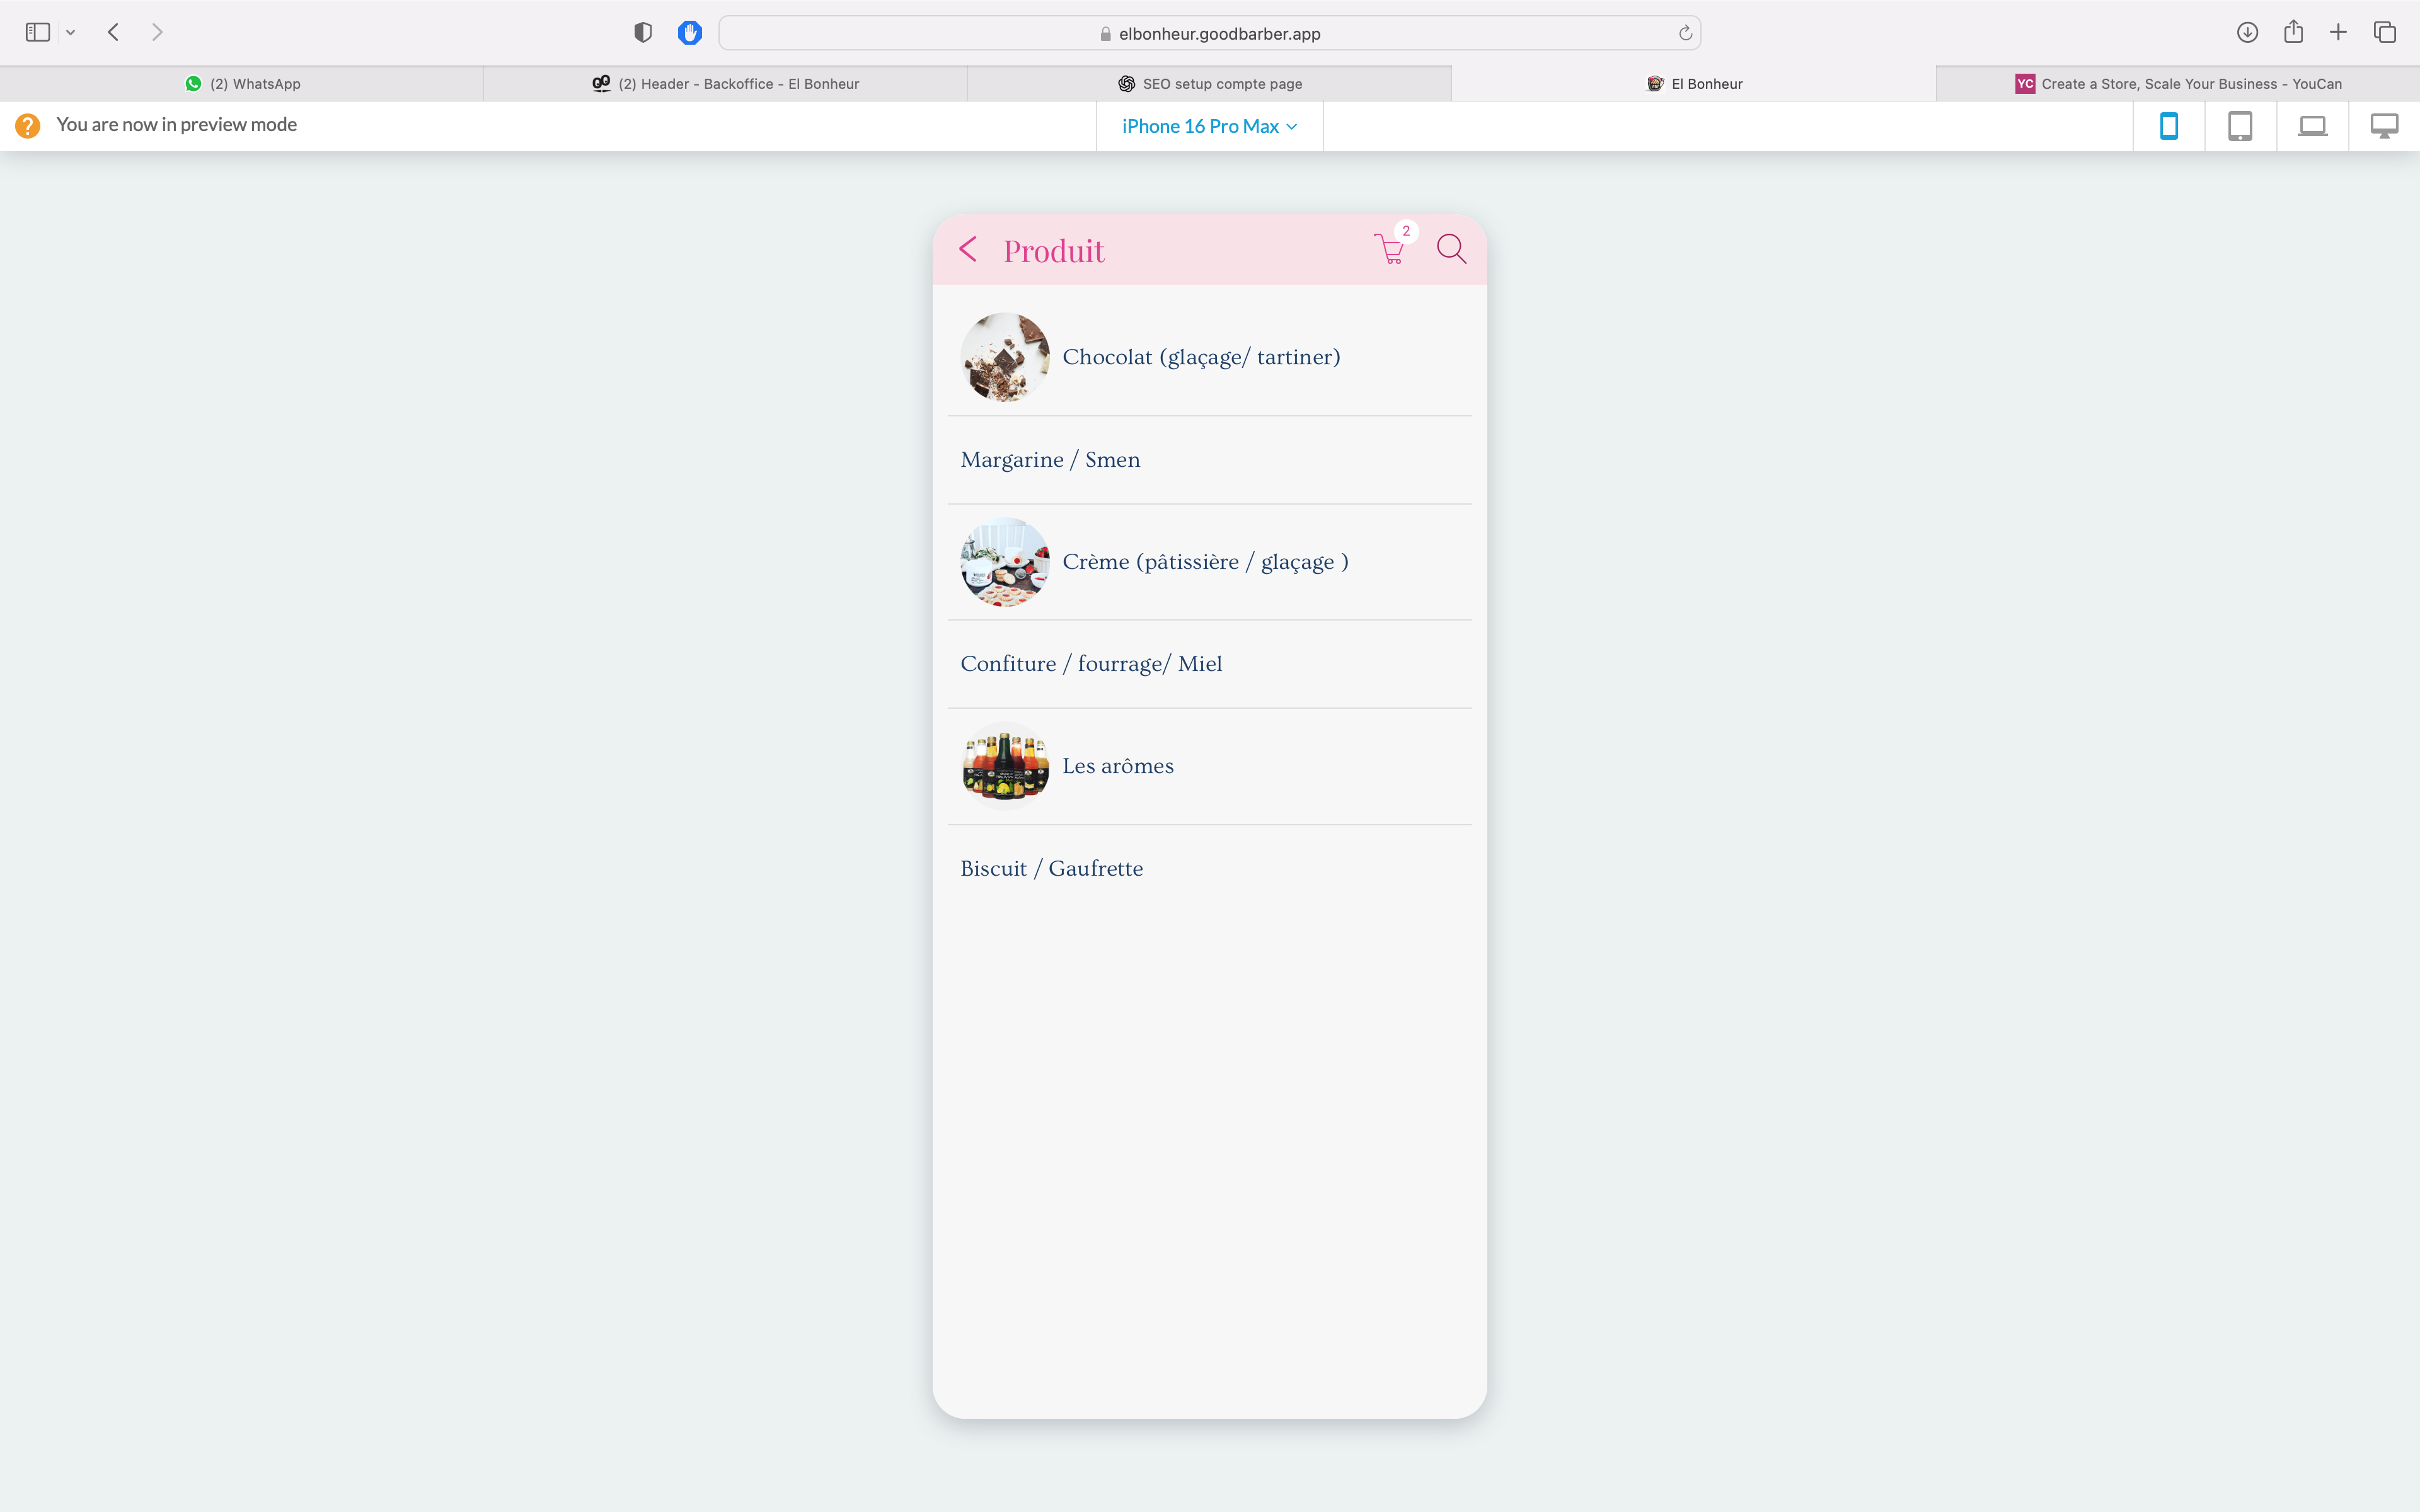 elbonheur.goodbarber.app
(2) WhatsApp
(2) Header - Backoffice - El Bonheur
SEO setup compte page
El Bonheur
YC Create a Store, Scale Your Business - YouCan
? You are now in preview mode
iPhone 16 Pro Max
Produit
2
Chocolat (glaçage/ tartiner)
Margarine / Smen
Crème (pâtissière / glaçage )
Confiture / fourrage/ Miel
Les arômes
Biscuit / Gaufrette